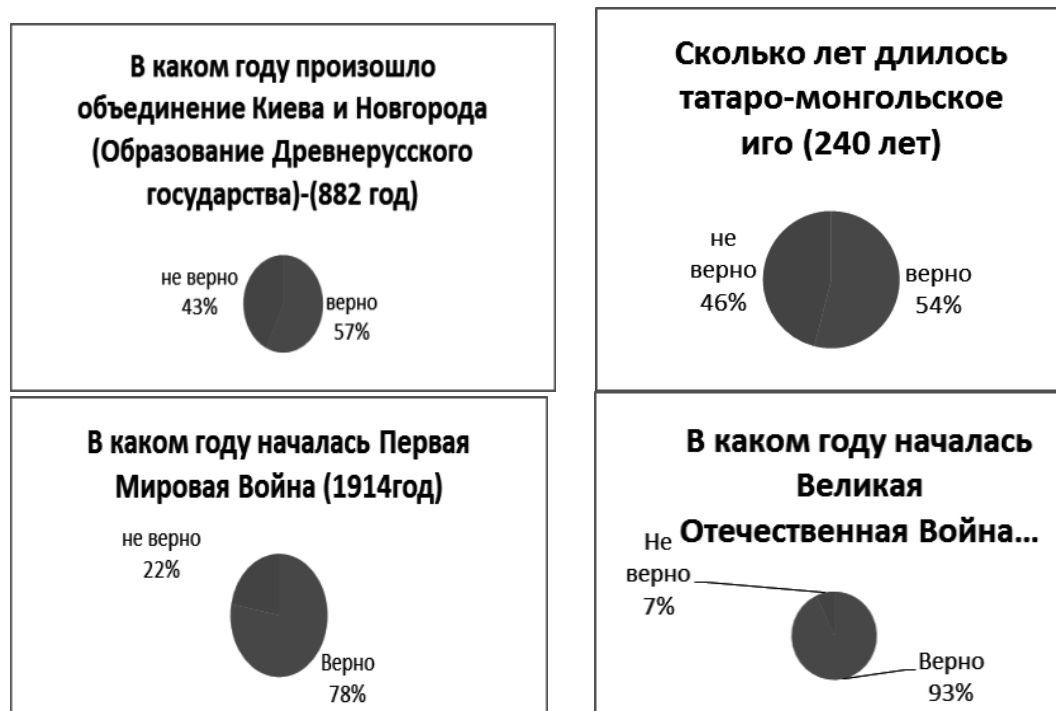 В каком году произошло
объединение Киева и Новгорода
(Образование Древнерусского
государства)-(882 год)
не верно
43%
верно
57%
Сколько лет длилось
татаро-монгольское
иго (240 лет)
не
верно
46%
верно
54%
В каком году началась Первая
Мировая Война (1914год)
не верно
22%
Верно
78%
В каком году началась
Великая
Отечественная Война...
Не
верно
7%
Верно
93%